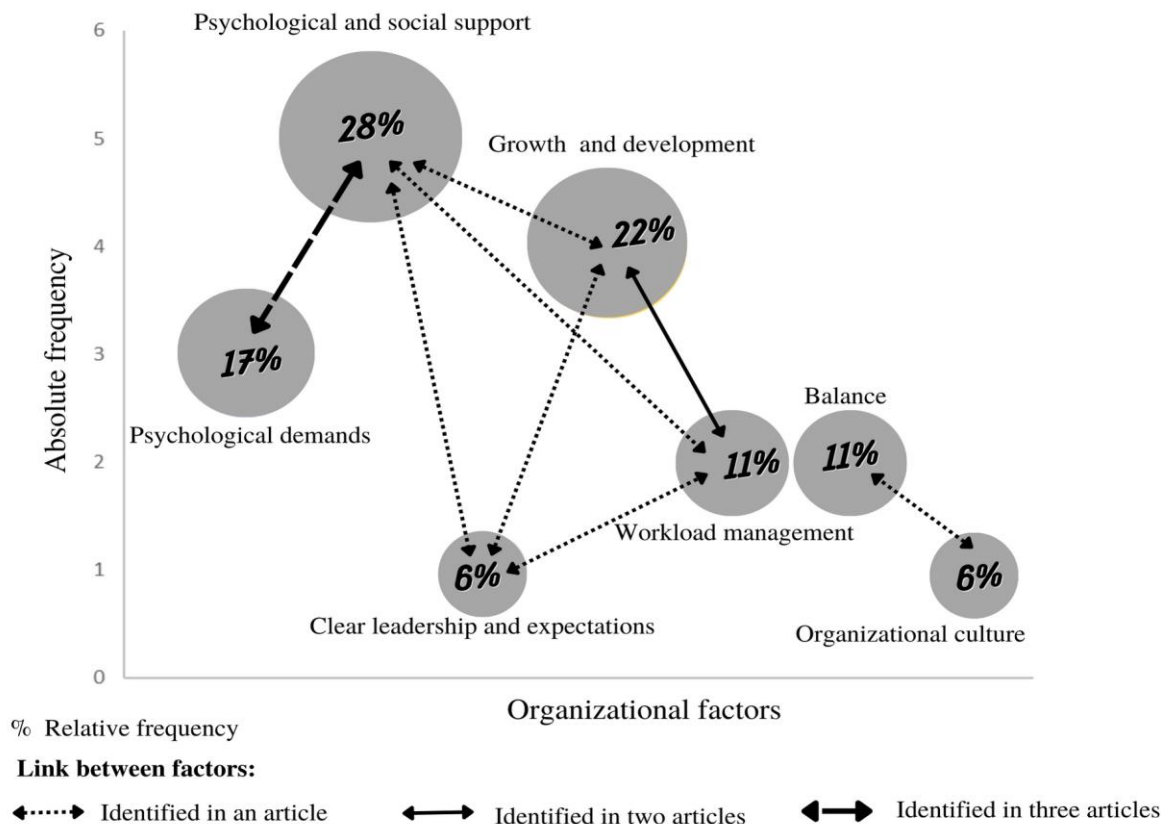 Psychological and social support
6
28%
5
Growth and development
22%
4
3
17%
Psychological demands
Balance
2
11%
11%
Workload management
1
6%
6%
Clear leadership and expectations
Organizational culture
0
Absolute frequency
Organizational factors
% Relative frequency
Link between factors:
Identified in an article
Identified in two articles
Identified in three articles